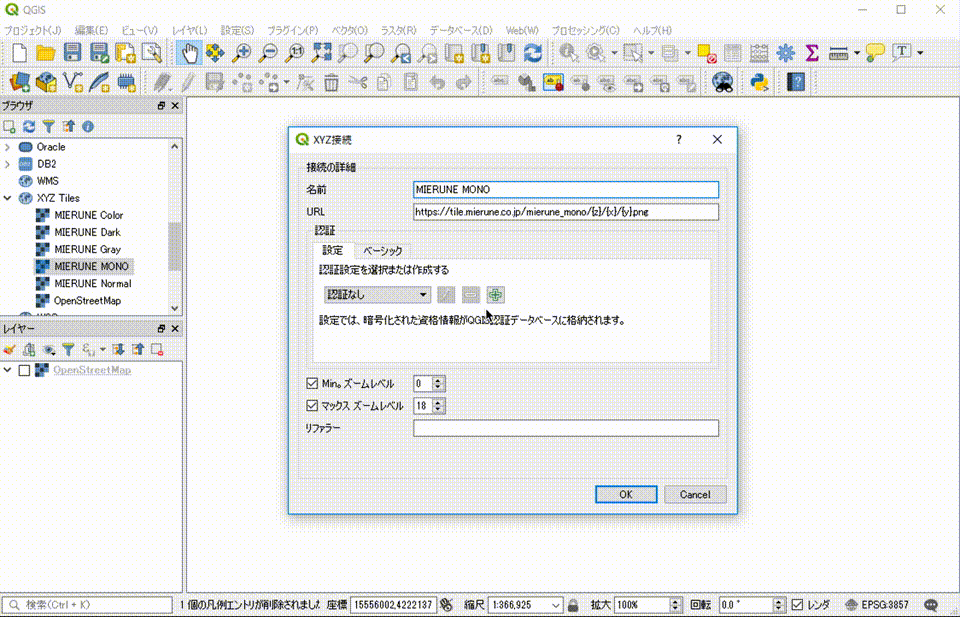 QGIS
プロジェクト(J) 編集(E) ビュー(V) レイヤ(L) 設定(S) プラグイン(P) ベクタ(O) ラスタ(R) データベース(D) Web(W) プロセッシング(C) ヘルプ(H)
ブラウザ
Oracle
DB2
WMS
XYZ Tiles
MIERUNE Color
MIERUNE Dark
MIERUNE Gray
MIERUNE MONO
MIERUNE Normal
OpenStreetMap
レイヤー
OpenStreetMap
XYZ接続
接続の詳細
名前 MIERUNE MONO
URL https://tile.mierune.co.jp/mierune_mono/{z}/{x}/{y}.png
認証
設定 ベーシック
認証設定を選択または作成する
認証なし
設定では、暗号化された資格情報がQGIS認証データベースに格納されます。
Min。ズームレベル 0
マックス ズームレベル 18
リファラー
OK Cancel
検索(Ctrl + K) 1 個の凡例エントリが削除されました 座標 15556002,4222137 縮尺 1:366,925 拡大 100% 回転 0.0 ° レンダ EPSG:3857